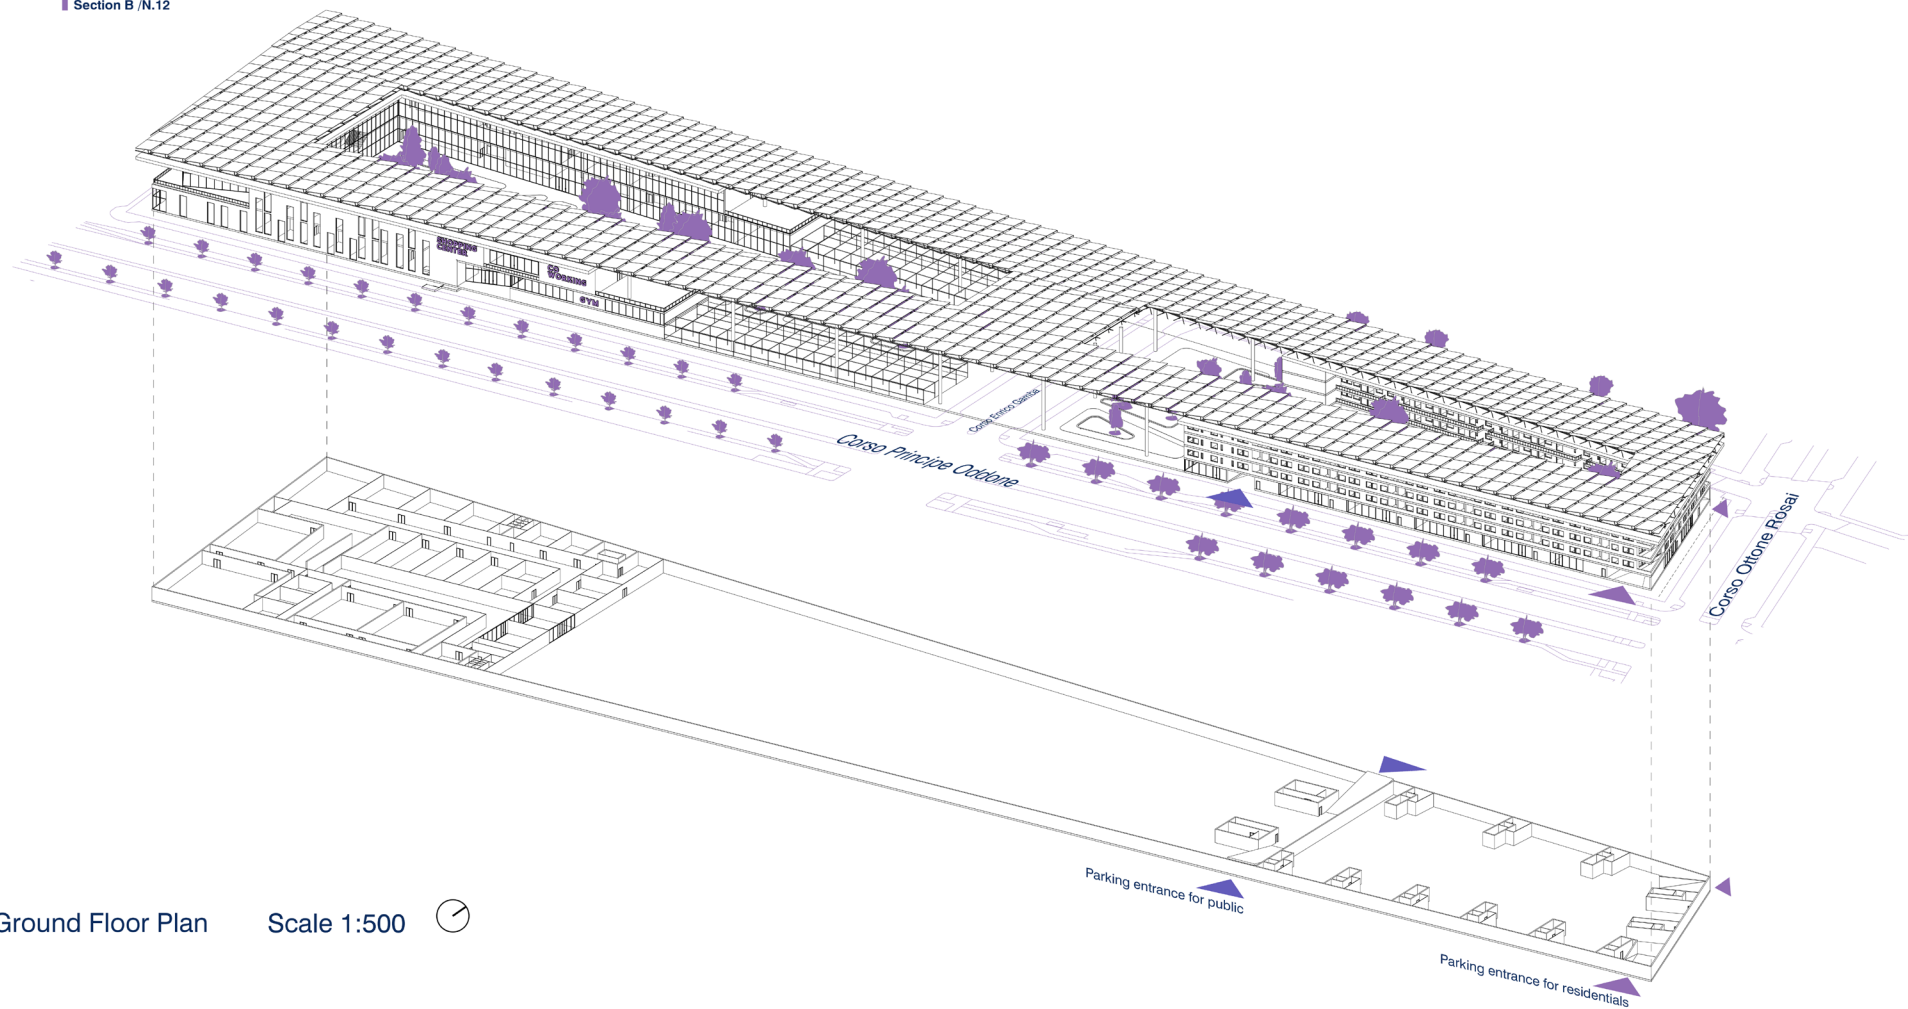 Section B /N.12
SHOPPING
CENTER
CO
WORKING
GYM
Corso Enrico Gamba
Corso Principe Oddone
Corso Ottone Rosai
Parking entrance for public
Ground Floor Plan Scale 1:500
Parking entrance for residentials